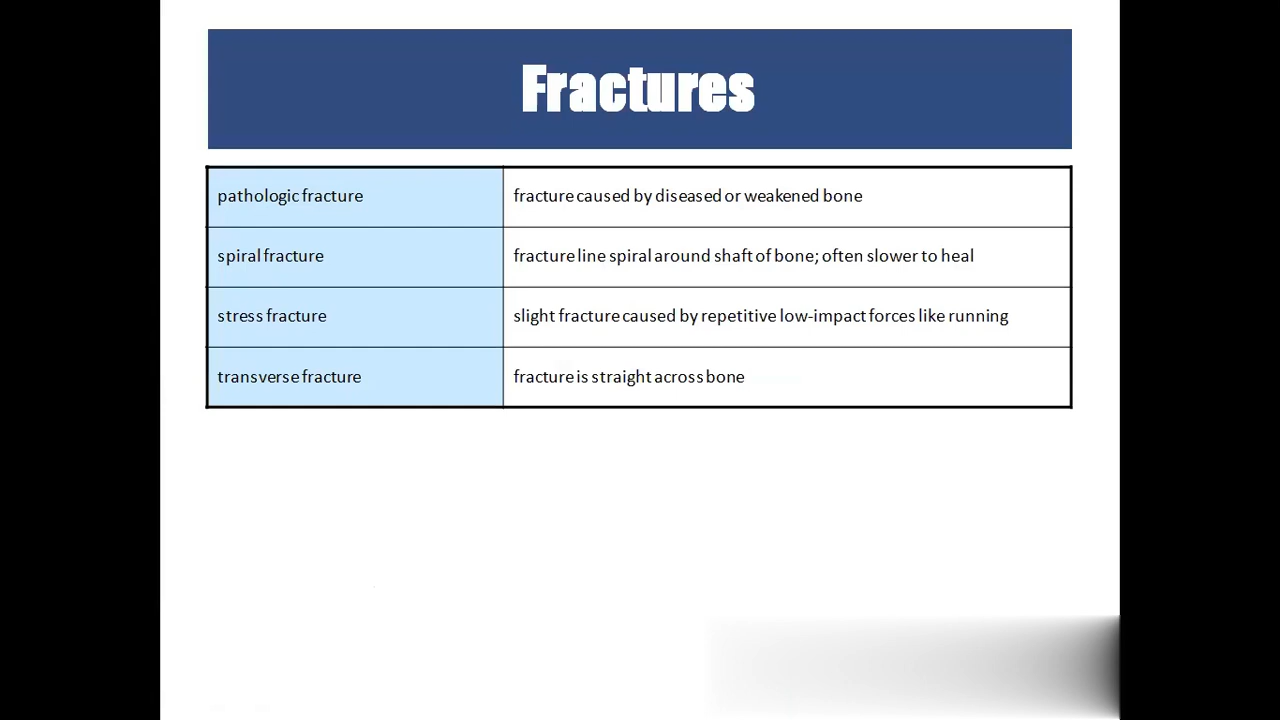 Fractures
pathologic fracture
fracture caused by diseased or weakened bone
spiral fracture
fracture line spiral around shaft of bone; often slower to heal
stress fracture
slight fracture caused by repetitive low-impact forces like running
transverse fracture
fracture is straight across bone